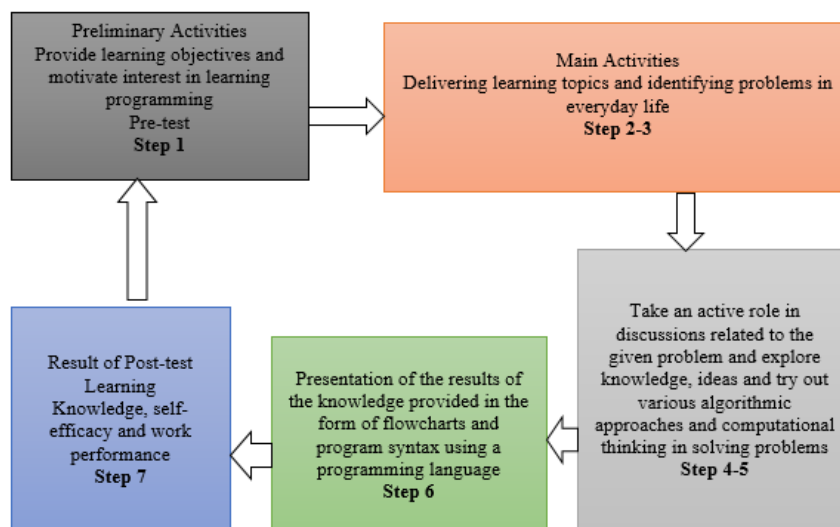 Preliminary Activities
Provide learning objectives and
motivate interest in learning
programming
Pre-test
Step 1
Main Activities
Delivering learning topics and identifying problems in
everyday life
Step 2-3
Take an active role in
discussions related to the
given problem and explore
knowledge, ideas and try out
various algorithmic
approaches and computational
thinking in solving problems
Step 4-5
Presentation of the results of
the knowledge provided in the
form of flowcharts and
program syntax using a
programming language
Step 6
Result of Post-test
Learning
Knowledge, self-
efficacy and work
performance
Step 7